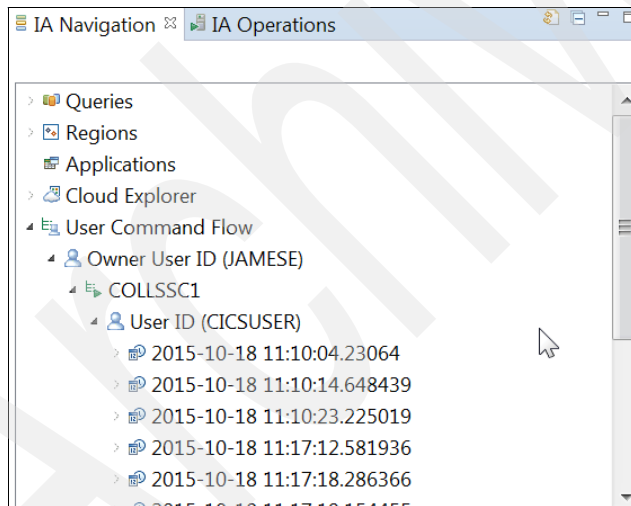 IA Navigation IA Operations
Queries
Regions
Applications
Cloud Explorer
User Command Flow
Owner User ID (JAMESE)
COLLSSC1
User ID (CICSUSER)
2015-10-18 11:10:04.23064
2015-10-18 11:10:14.648439
2015-10-18 11:10:23.225019
2015-10-18 11:17:12.581936
2015-10-18 11:17:18.286366